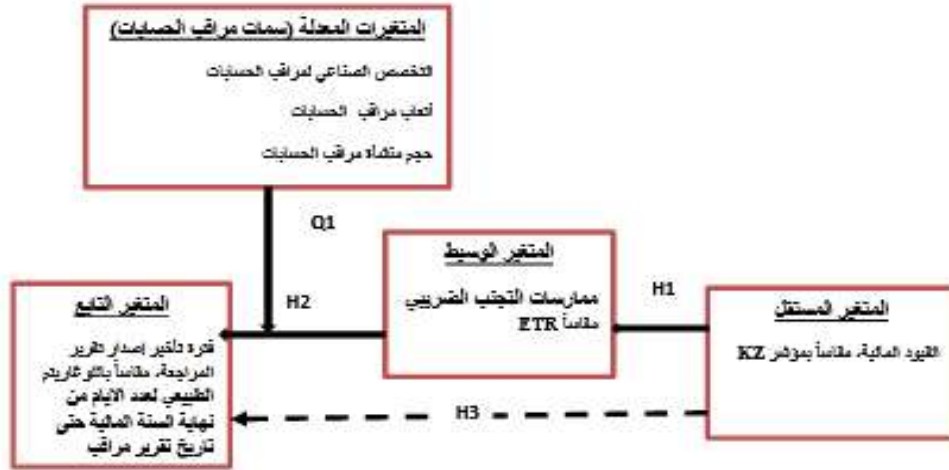 المتغيرات المعدلة (سمات مراقب الحسابات)
التخصص الصناعي لمراقب الحسابات
أتعاب مراقب الحسابات
حجم منشأة مراقب الحسابات
Q1
المتغير الوسيط
ممارسات التجنب الضريبي
مقاساً ETR
H1
المتغير المستقل
القيود المالية، مقاساً بمؤشر KZ
H2
المتغير التابع
فترة تأخير إصدار تقرير
المراجعة، مقاساً باللوغاريتم
الطبيعي لعدد الايام من
نهاية السنة المالية حتى
تاريخ تقرير مراقب
H3